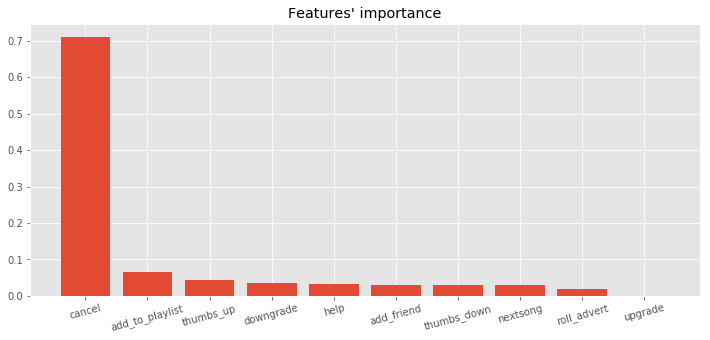 Features' importance
0.7
0.6
0.5
0.4
0.3
0.2
0.1
0.0
cancel
add_to_playlist
thumbs_up
downgrade
help
add_friend
thumbs_down
nextsong
roll_advert
upgrade